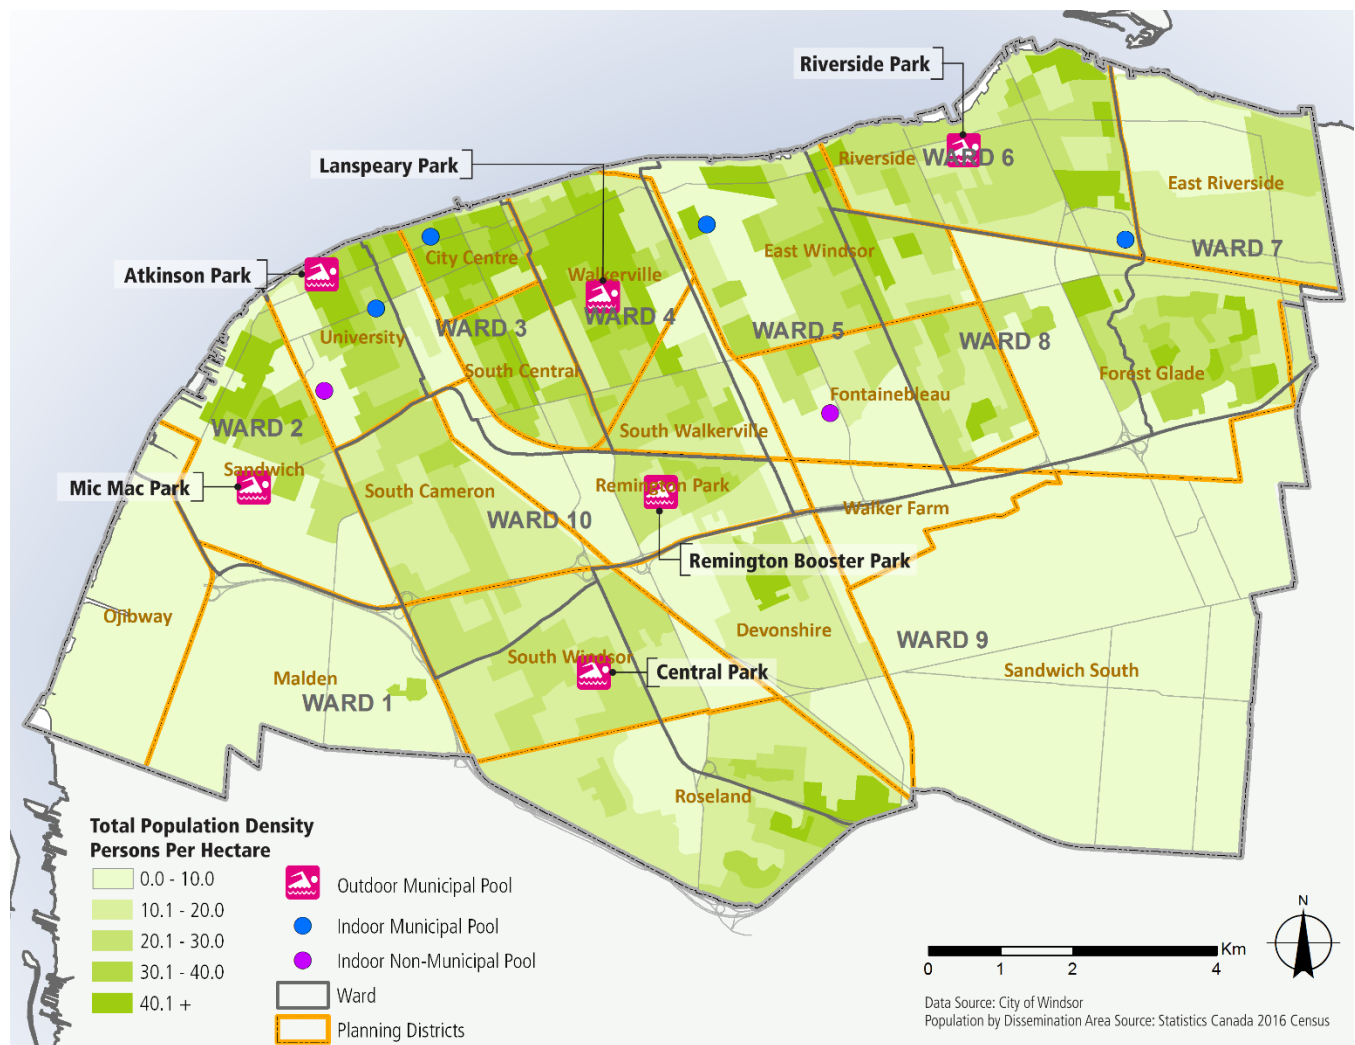 Riverside Park
Lanspeary Park
Riverside WARD 6
East Riverside
Atkinson Park
City Centre
East Windsor
WARD 7
Walkerville
WARD 3
WARD 4
WARD 5
University
WARD 8
South Central
Forest Glade
Fontainebleau
WARD 2
South Walkerville
Sandwich
Mic Mac Park
South Cameron
Remington Park
WARD 10
Walker Farm
Remington Booster Park
Ojibway
Devonshire
WARD 9
South Windsor
Central Park
Sandwich South
Malden
WARD 1
Roseland
Total Population Density
Persons Per Hectare
0.0 - 10.0
10.1 - 20.0
20.1 - 30.0
30.1 - 40.0
40.1 +
Outdoor Municipal Pool
Indoor Municipal Pool
Indoor Non-Municipal Pool
Ward
Planning Districts
N
Km
0 1 2 4
Data Source: City of Windsor
Population by Dissemination Area Source: Statistics Canada 2016 Census